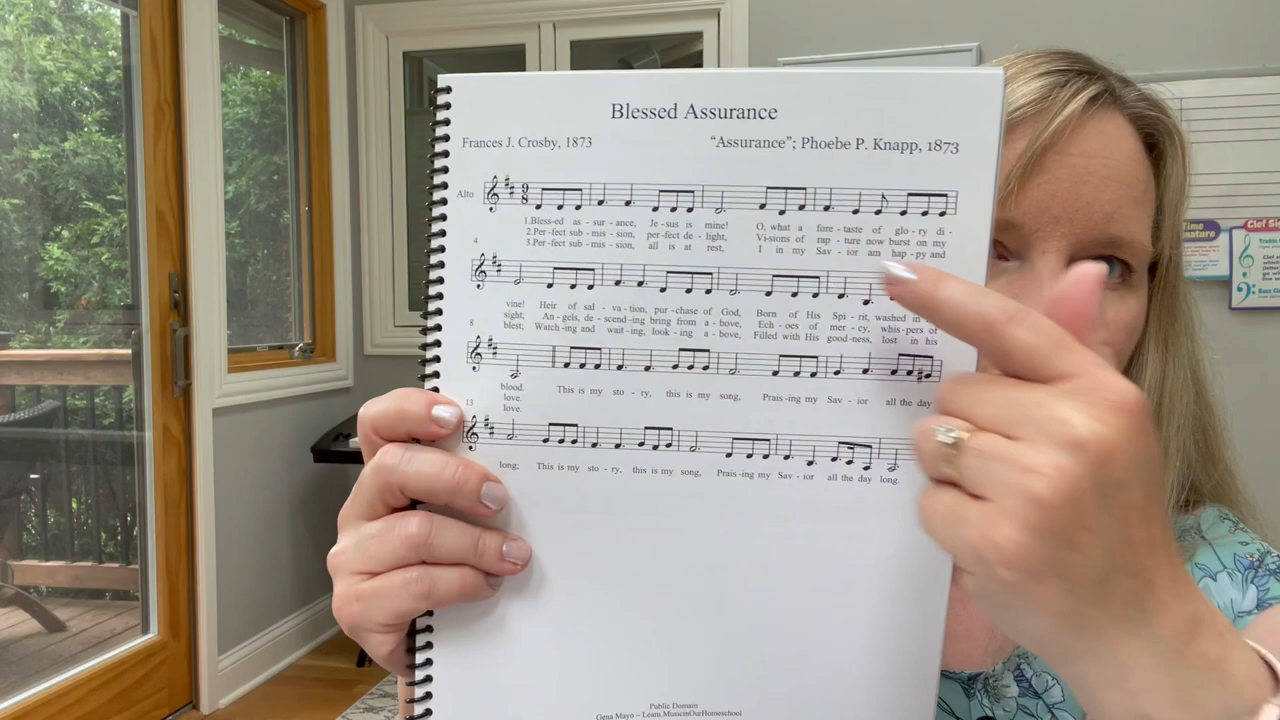 Blessed Assurance
Frances J. Crosby, 1873
"Assurance"; Phoebe P. Knapp, 1873
Alto
9
8
1.Bless-ed as - sur - ance, Je - sus is mine! O, what a fore - taste of glo - ry di -
2.Per-fect sub - mis - sion, per-fect de - light, Vi-sions of rap - ture now burst on my
3.Per-fect sub - mis - sion, all is at rest, I in my Sav - ior am hap - py and
4
vine! Heir of sal - va - tion, pur - chase of God, Born of His Spi - rit, washed in
sight; An - gels, de - scend - ing bring from a - bove, Ech - oes of mer - cy, whis - pers of
blest; Watch-ing and wait - ing, look - ing a - bove, Filled with His good-ness, lost in his
8
blood. This is my sto - ry, this is my song, Prais - ing my Sav - ior all the day
love.
love.
13
long; This is my sto - ry, this is my song, Prais - ing my Sav - ior all the day long.
Public Domain
Gena Mayo ~ Learn.MusicinOurHomeschool
Time
Clef